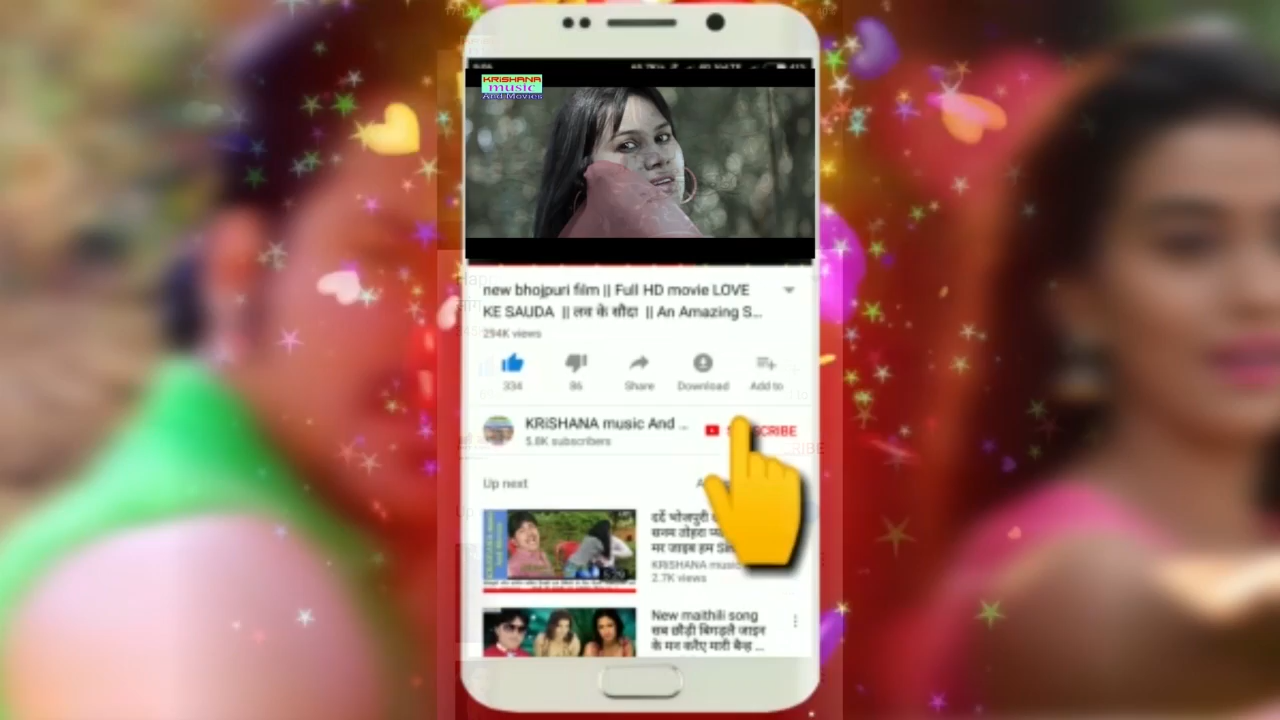 KRiSHANA
music
And Movies
new bhojpuri film || Full HD movie LOVE
KE SAUDA || लव के सौदा || An Amazing S...
294K views
334
86
Share
Download
Add to
KRiSHANA music And ...
5.8K subscribers
Up next
दर्दे भोजपुरी
सनम तोहरा
मर जाइब हम
KRiSHANA music
2.7K views
New maithili song
सब छौड़ी बिगड़लै जाइन
के मन करैए मारी बैन्ह ...